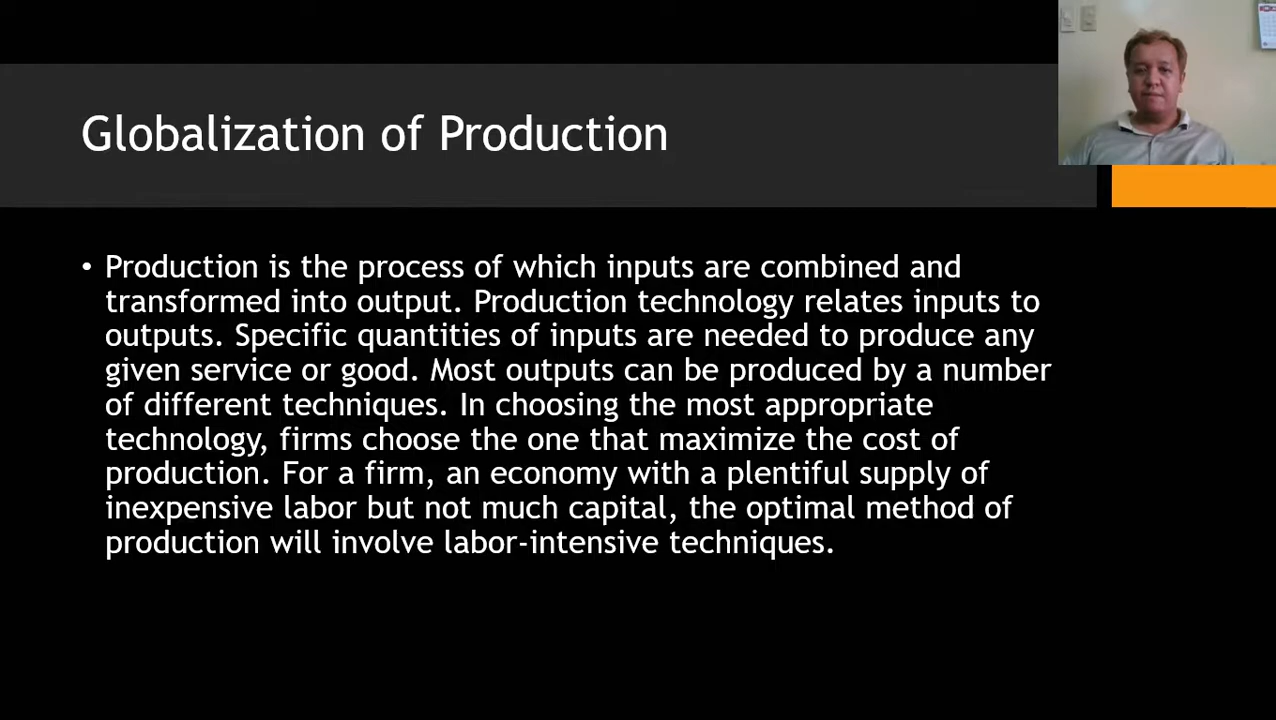 Globalization of Production
• Production is the process of which inputs are combined and
transformed into output. Production technology relates inputs to
outputs. Specific quantities of inputs are needed to produce any
given service or good. Most outputs can be produced by a number
of different techniques. In choosing the most appropriate
technology, firms choose the one that maximize the cost of
production. For a firm, an economy with a plentiful supply of
inexpensive labor but not much capital, the optimal method of
production will involve labor-intensive techniques.